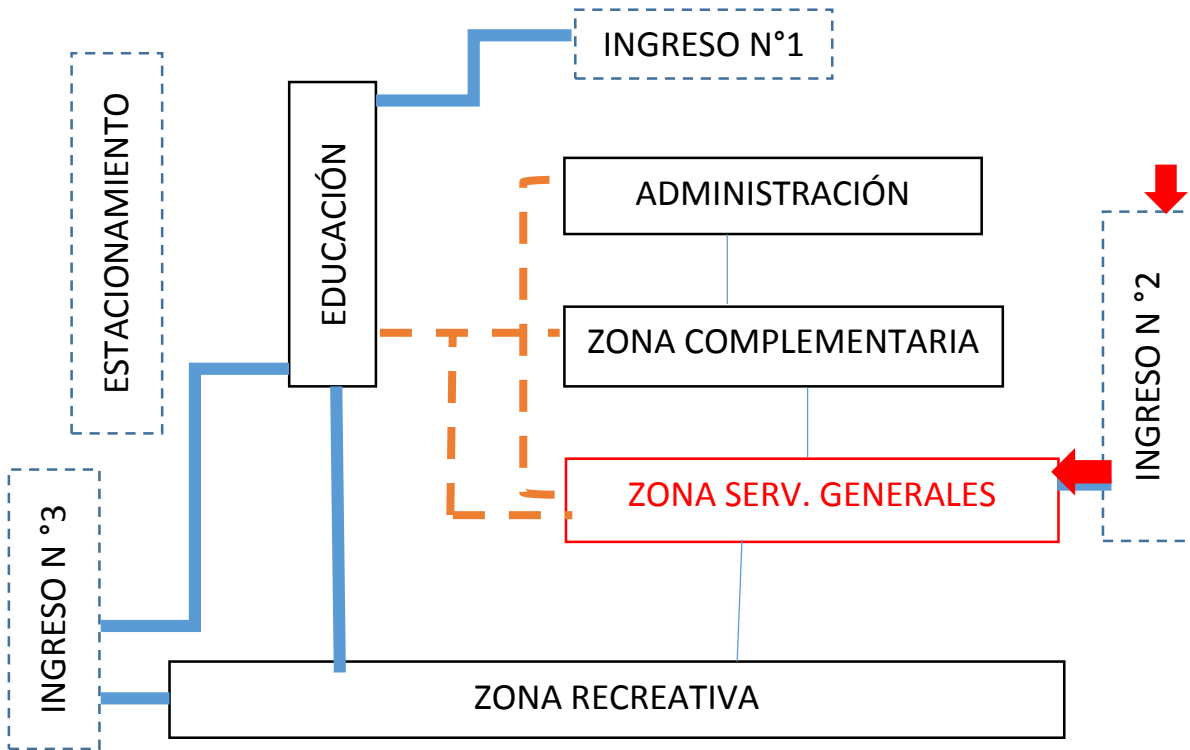 INGRESO N°1
ESTACIONAMIENTO
EDUCACIÓN
ADMINISTRACIÓN
ZONA COMPLEMENTARIA
INGRESO N °2
ZONA SERV. GENERALES
INGRESO N °3
ZONA RECREATIVA